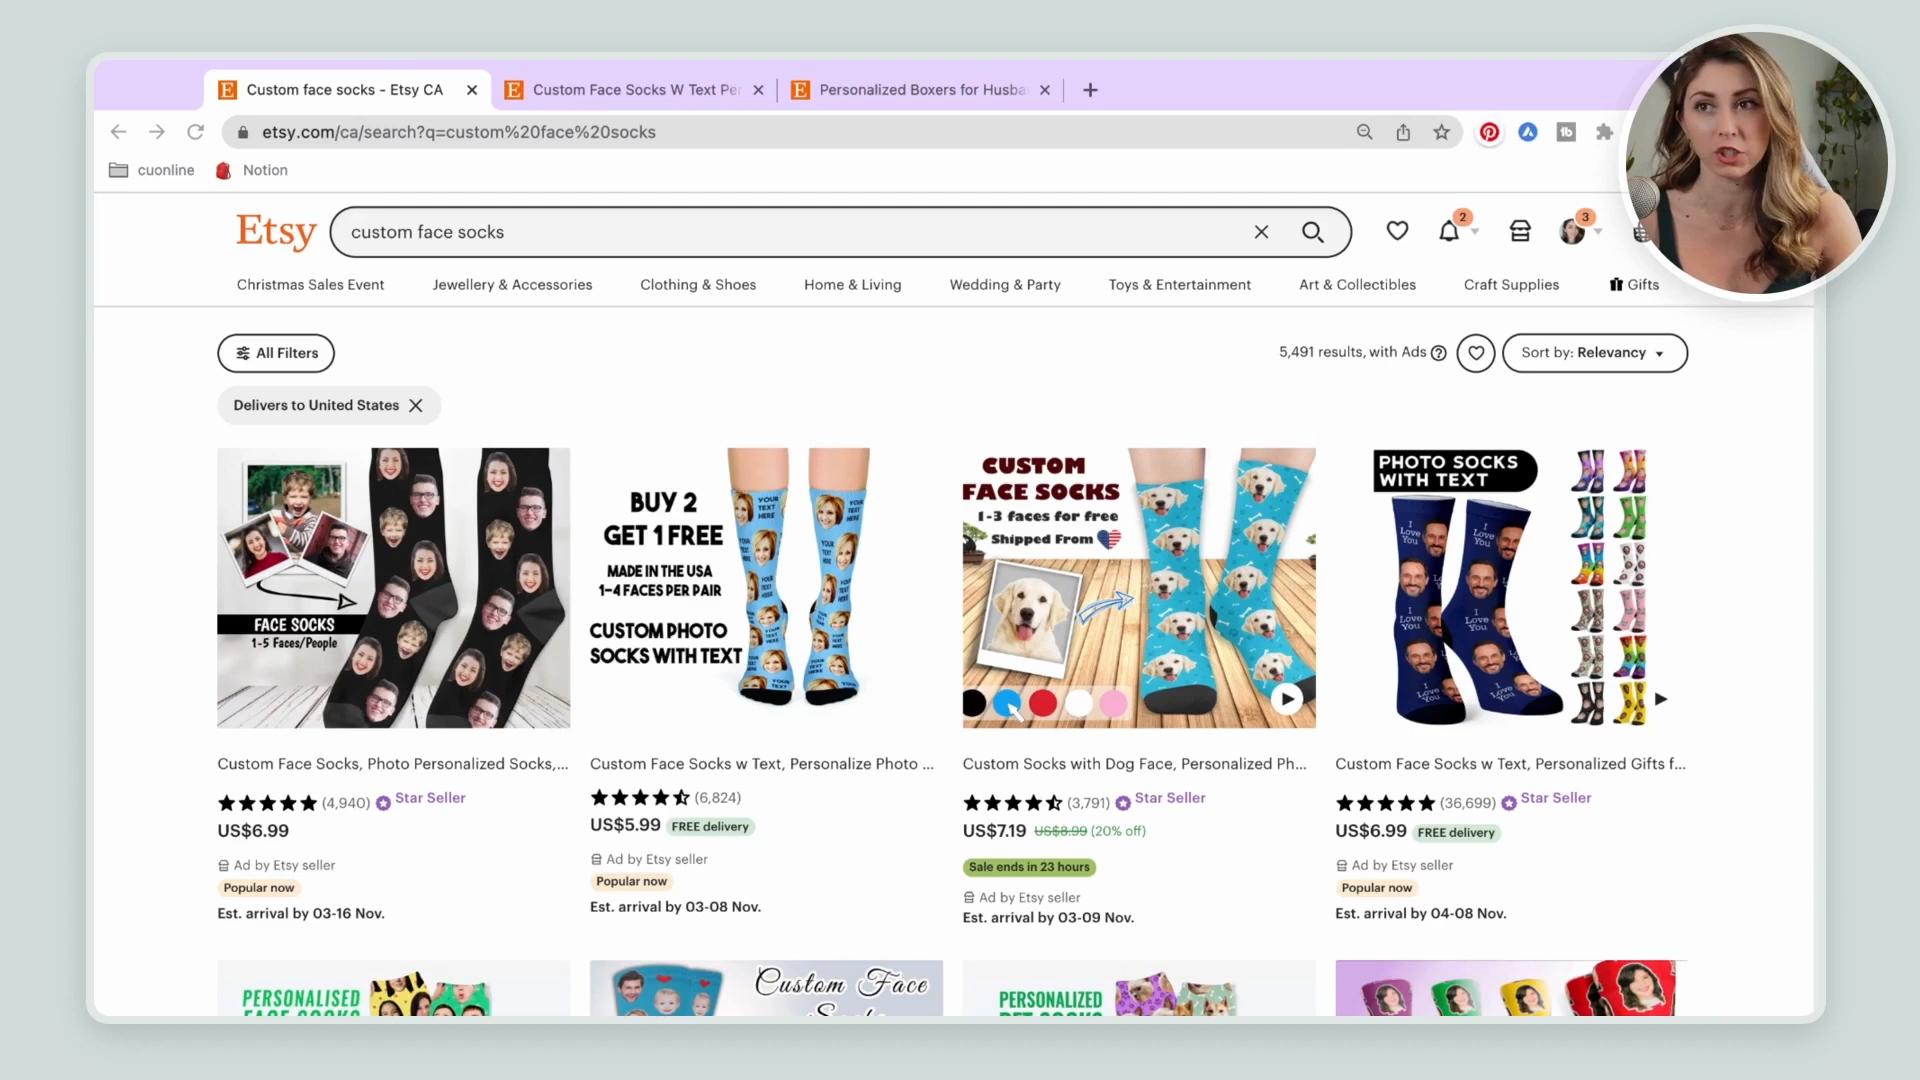 Custom face socks - Etsy CA
Custom Face Socks W Text Per
Personalized Boxers for Husba
etsy.com/ca/search?q=custom%20face%20socks
cuonline
Notion
Etsy
custom face socks
2
3
Christmas Sales Event
Jewellery & Accessories
Clothing & Shoes
Home & Living
Wedding & Party
Toys & Entertainment
Art & Collectibles
Craft Supplies
Gifts
All Filters
5,491 results, with Ads
Sort by: Relevancy
Delivers to United States
FACE SOCKS
1-5 Faces/People
BUY 2
GET 1 FREE
MADE IN THE USA
1-4 FACES PER PAIR
CUSTOM PHOTO
SOCKS WITH TEXT
YOUR
TEXT
HERE
CUSTOM
FACE SOCKS
1-3 faces for free
Shipped From
PHOTO SOCKS
WITH TEXT
I
Love
You
Custom Face Socks, Photo Personalized Socks,...
(4,940) Star Seller
US$6.99
Ad by Etsy seller
Popular now
Est. arrival by 03-16 Nov.
Custom Face Socks w Text, Personalize Photo ...
(6,824)
US$5.99 FREE delivery
Ad by Etsy seller
Popular now
Est. arrival by 03-08 Nov.
Custom Socks with Dog Face, Personalized Ph...
(3,791) Star Seller
US$7.19 US$8.99 (20% off)
Sale ends in 23 hours
Ad by Etsy seller
Est. arrival by 03-09 Nov.
Custom Face Socks w Text, Personalized Gifts f...
(36,699) Star Seller
US$6.99 FREE delivery
Ad by Etsy seller
Popular now
Est. arrival by 04-08 Nov.
PERSONALISED
FACE SOCKS
Custom Face
Socks
PERSONALIZED
PET SOCKS